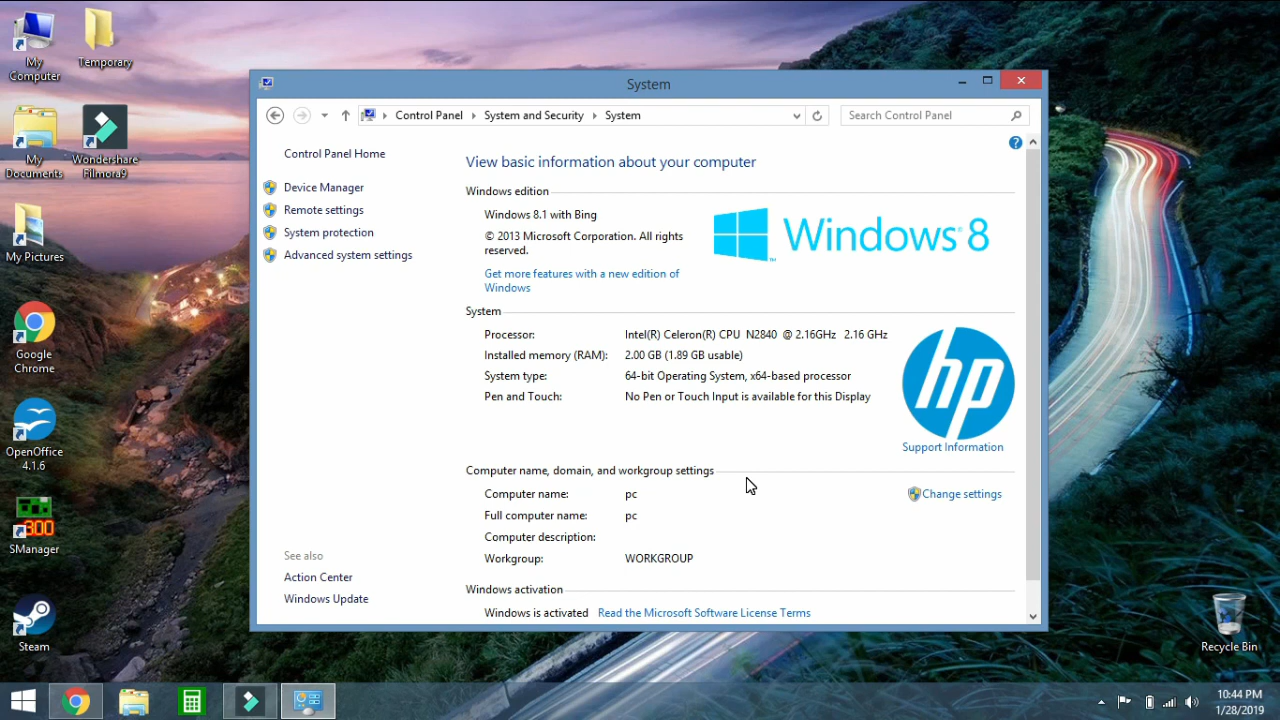 My
Computer
Temporary
My
Documents
Wondershare
Filmora9
My Pictures
Google
Chrome
OpenOffice
4.1.6
300
SManager
Steam
System
Control Panel
System and Security
System
Search Control Panel
Control Panel Home
Device Manager
Remote settings
System protection
Advanced system settings
See also
Action Center
Windows Update
View basic information about your computer
Windows edition
Windows 8.1 with Bing
© 2013 Microsoft Corporation. All rights
reserved.
Get more features with a new edition of
Windows
Windows® 8
™
System
Processor: Intel(R) Celeron(R) CPU N2840 @ 2.16GHz 2.16 GHz
Installed memory (RAM): 2.00 GB (1.89 GB usable)
System type: 64-bit Operating System, x64-based processor
Pen and Touch: No Pen or Touch Input is available for this Display
hp
Support Information
Computer name, domain, and workgroup settings
Computer name: pc
Change settings
Full computer name: pc
Computer description:
Workgroup: WORKGROUP
Windows activation
Windows is activated Read the Microsoft Software License Terms
Recycle Bin
10:44 PM
1/28/2019